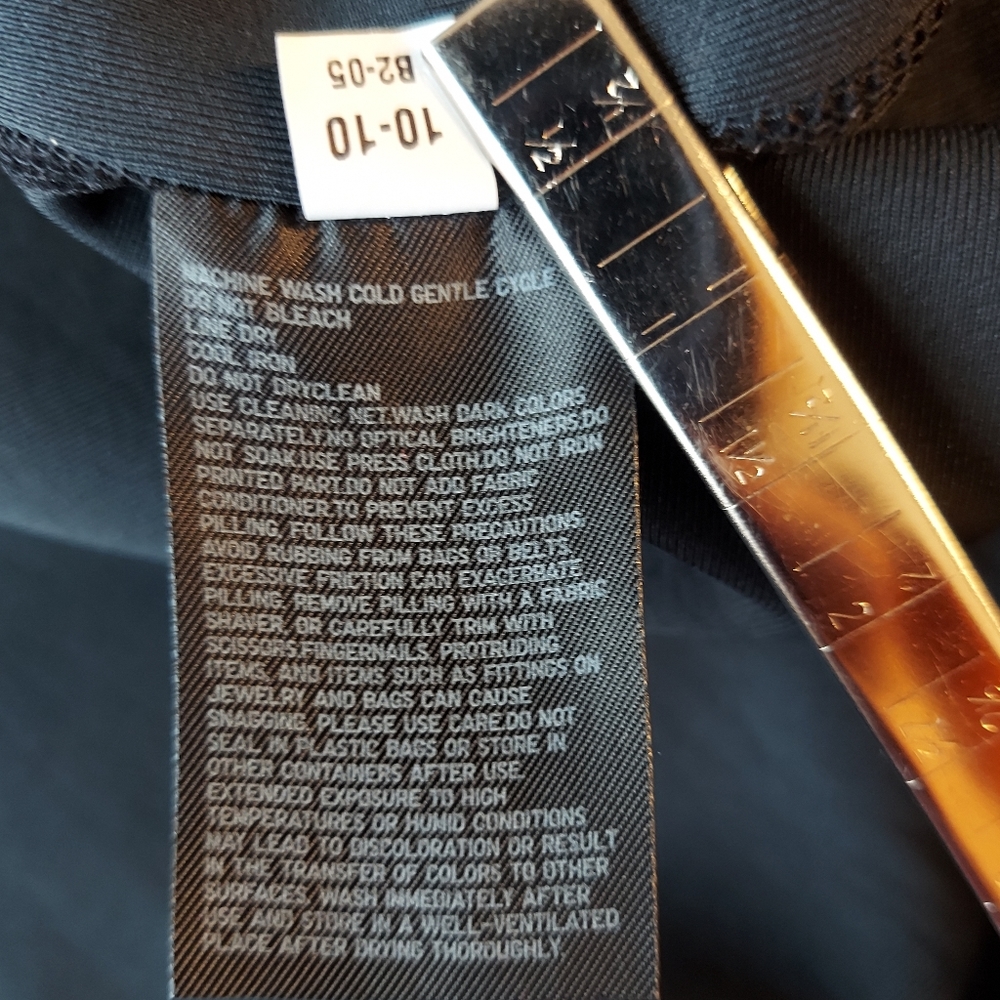 B2-05
10-10
MACHINE WASH COLD GENTLE CYCLE
DO NOT BLEACH
LINE DRY
COOL IRON
DO NOT DRYCLEAN
USE CLEANING NET.WASH DARK COLORS
SEPARATELY.NO OPTICAL BRIGHTENERS.DO
NOT SOAK.USE PRESS CLOTH.DO NOT IRON
PRINTED PART.DO NOT ADD FABRIC
CONDITIONER.TO PREVENT EXCESS
PILLING, FOLLOW THESE PRECAUTIONS.
AVOID RUBBING FROM BAGS OR BELTS.
EXCESSIVE FRICTION CAN EXACERBATE
PILLING. REMOVE PILLING WITH A FABRIC
SHAVER, OR CAREFULLY TRIM WITH
SCISSORS.FINGERNAILS, PROTRUDING
ITEMS, AND ITEMS SUCH AS FITTINGS ON
JEWELRY AND BAGS CAN CAUSE
SNAGGING. PLEASE USE CARE.DO NOT
SEAL IN PLASTIC BAGS OR STORE IN
OTHER CONTAINERS AFTER USE.
EXTENDED EXPOSURE TO HIGH
TEMPERATURES OR HUMID CONDITIONS
MAY LEAD TO DISCOLORATION OR RESULT
IN THE TRANSFER OF COLORS TO OTHER
SURFACES, WASH IMMEDIATELY AFTER
USE AND STORE IN A WELL-VENTILATED
PLACE AFTER DRYING THOROUGHLY.
1/2
1 1/2
2